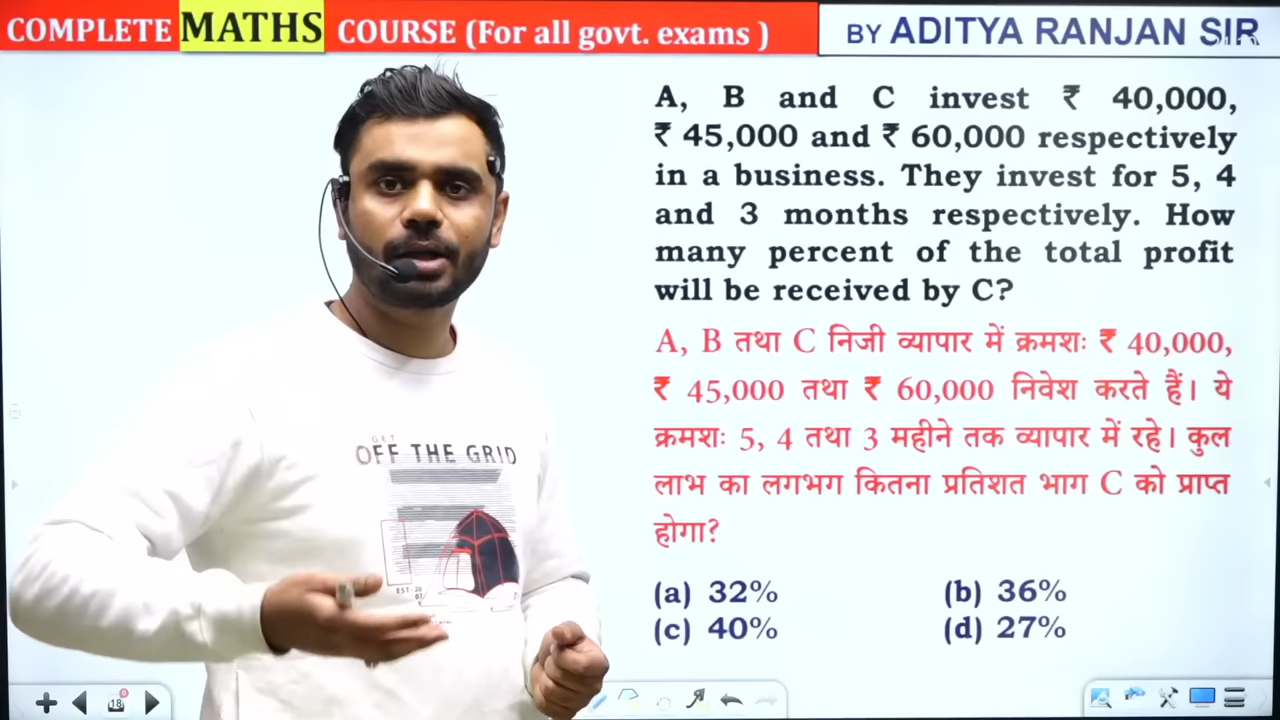 COMPLETE MATHS COURSE (For all govt. exams )
BY ADITYA RANJAN SIR
A, B and C invest ₹ 40,000,
₹ 45,000 and ₹ 60,000 respectively
in a business. They invest for 5, 4
and 3 months respectively. How
many percent of the total profit
will be received by C?
A, B तथा C निजी व्यापार में क्रमशः ₹ 40,000,
₹ 45,000 तथा ₹ 60,000 निवेश करते हैं। ये
क्रमशः 5, 4 तथा 3 महीने तक व्यापार में रहे। कुल
लाभ का लगभग कितना प्रतिशत भाग C को प्राप्त
होगा?
(a) 32% (b) 36%
(c) 40% (d) 27%
GET
OFF THE GRID
18